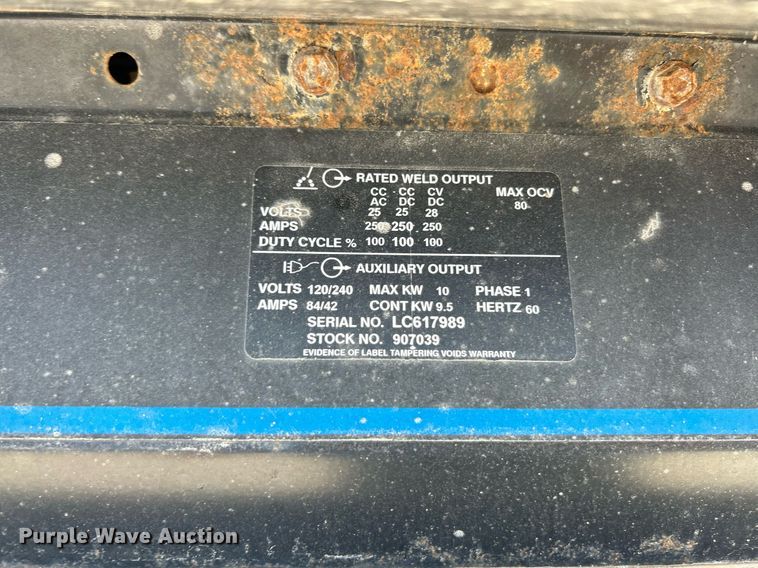 RATED WELD OUTPUT
CC CC CV MAX OCV
AC DC DC 80
VOLTS 25 25 28
AMPS 250 250 250
DUTY CYCLE % 100 100 100
AUXILIARY OUTPUT
VOLTS 120/240 MAX KW 10 PHASE 1
AMPS 84/42 CONT KW 9.5 HERTZ 60
SERIAL NO. LC617989
STOCK NO. 907039
EVIDENCE OF LABEL TAMPERING VOIDS WARRANTY
Purple Wave Auction